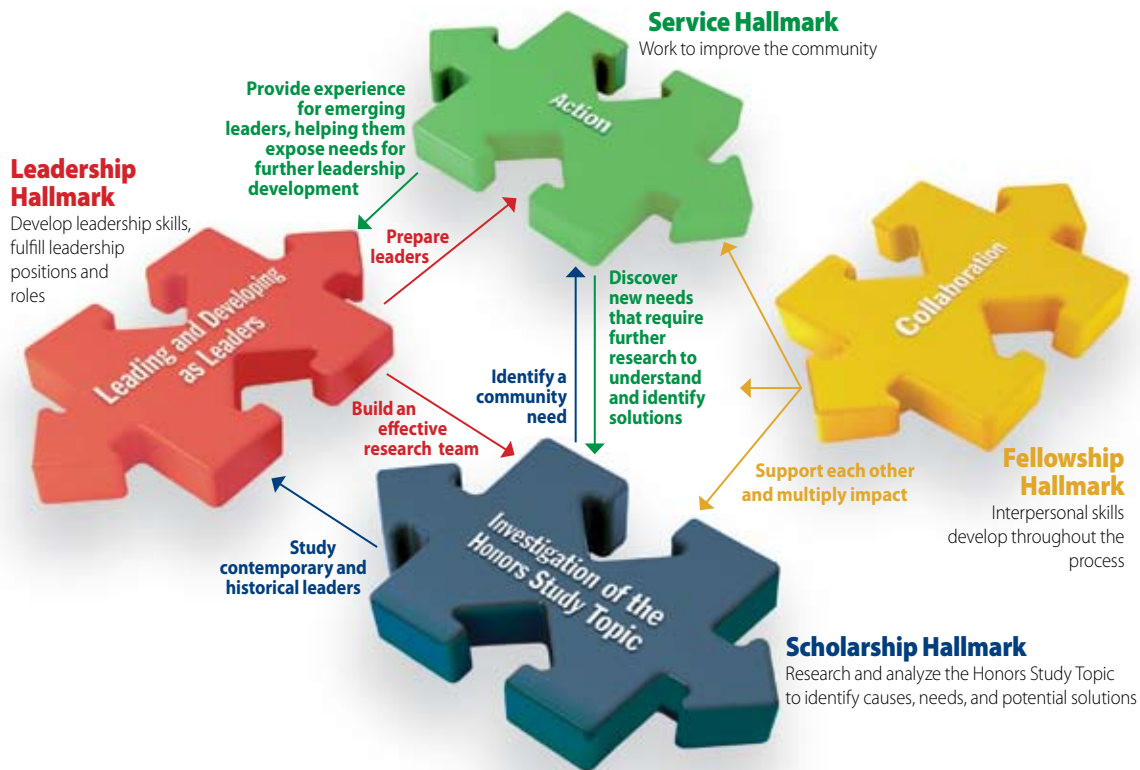 Service Hallmark
Work to improve the community
Action
Provide experience
for emerging
leaders, helping them
expose needs for
further leadership
development
Leadership
Hallmark
Develop leadership skills,
fulfill leadership
positions and
roles
Prepare
leaders
Leading and Developing
as Leaders
Collaboration
Discover
new needs
that require
further
research to
understand
and identify
solutions
Identify a
community
need
Build an
effective
research team
Support each other
and multiply impact
Fellowship
Hallmark
Interpersonal skills
develop throughout the
process
Study
contemporary and
historical leaders
Investigation of the
Honors Study Topic
Scholarship Hallmark
Research and analyze the Honors Study Topic
to identify causes, needs, and potential solutions